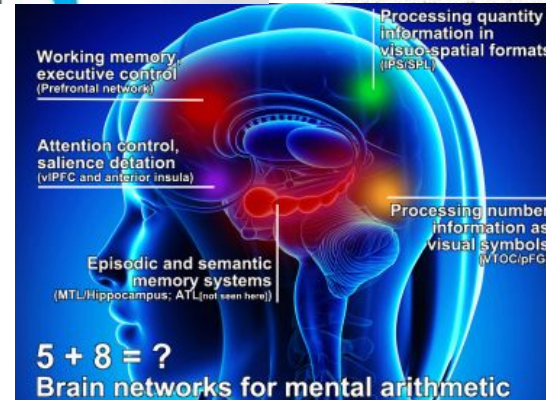 Processing quantity
information in
visuo-spatial formats
(IPS/SPL)
Working memory,
executive control
(Prefrontal network)
Attention control,
salience detation
(vlPFC and anterior insula)
Processing number
information as
visual symbols
(VTOC/pFG)
Episodic and semantic
memory systems
(MTL/Hippocampus; ATL[not seen here])
5 + 8 = ?
Brain networks for mental arithmetic